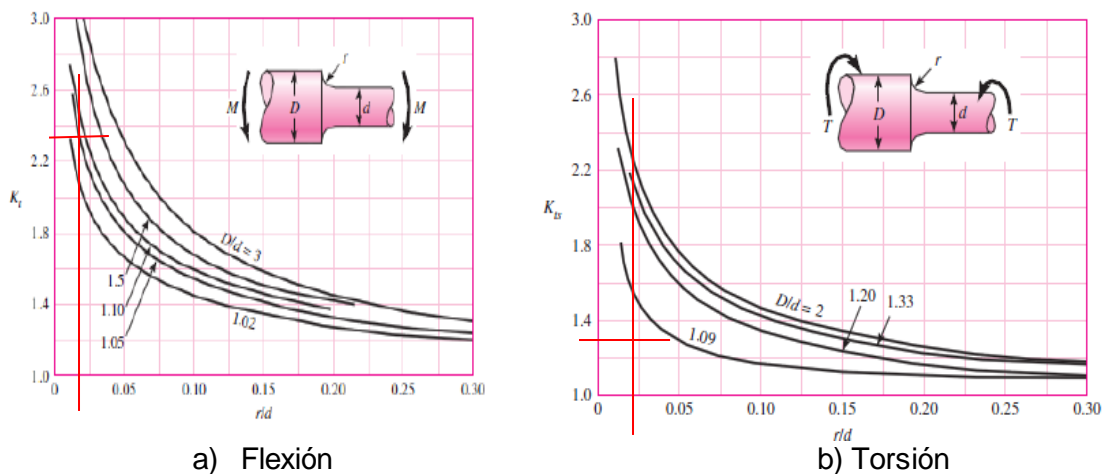 3.0
2.6
2.2
1.8
1.4
1.0
K_t
0
0.05
0.10
0.15
0.20
0.25
0.30
r/d
r
M
D
d
M
D/d = 3
1.5
1.10
1.05
1.02
a) Flexión
3.0
2.6
2.2
1.8
1.4
1.0
K_ts
0
0.05
0.10
0.15
0.20
0.25
0.30
r/d
r
T
D
d
T
D/d = 2
1.20
1.33
1.09
b) Torsión